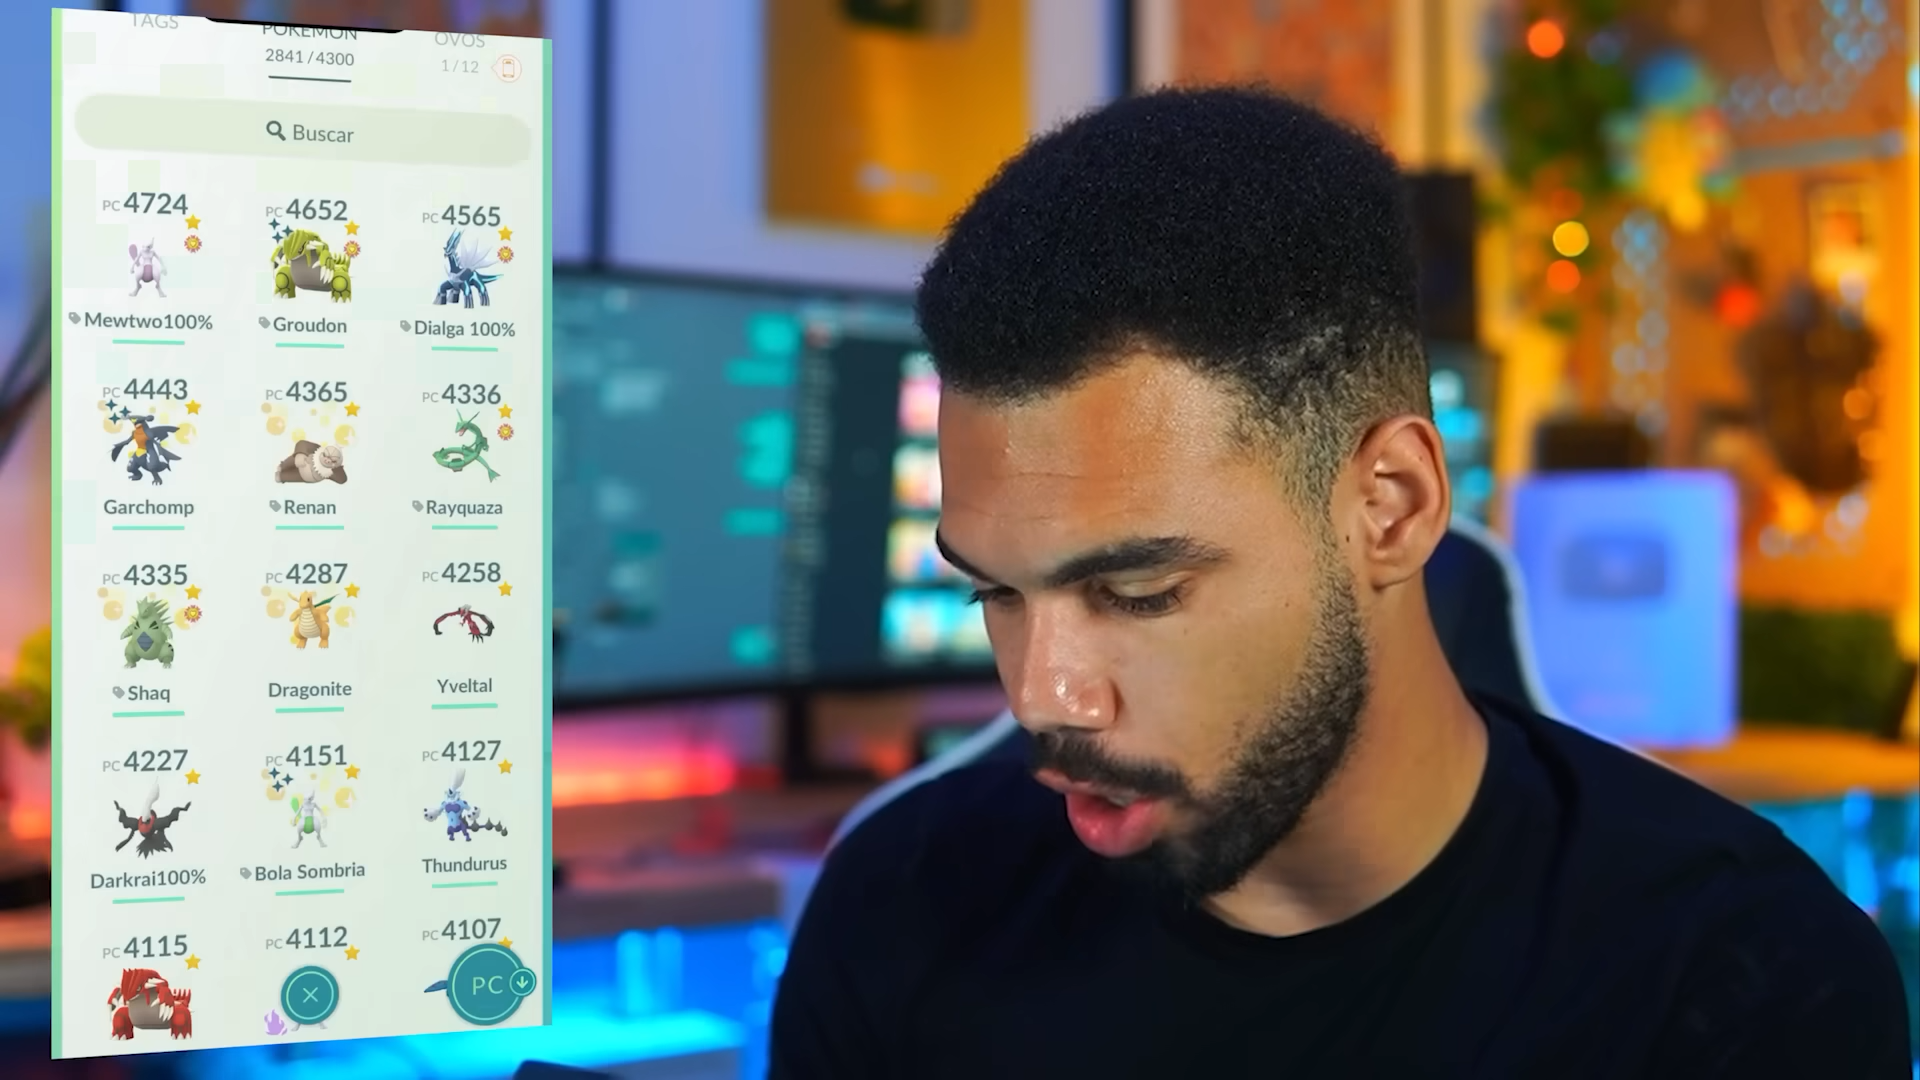 TAGS
POKÉMON
OVOS
2841/4300
1/12
Buscar
PC 4724
PC 4652
PC 4565
Mewtwo100%
Groudon
Dialga 100%
PC 4443
PC 4365
PC 4336
Garchomp
Renan
Rayquaza
PC 4335
PC 4287
PC 4258
Shaq
Dragonite
Yveltal
PC 4227
PC 4151
PC 4127
Darkrai100%
Bola Sombria
Thundurus
PC 4115
PC 4112
PC 4107
PC